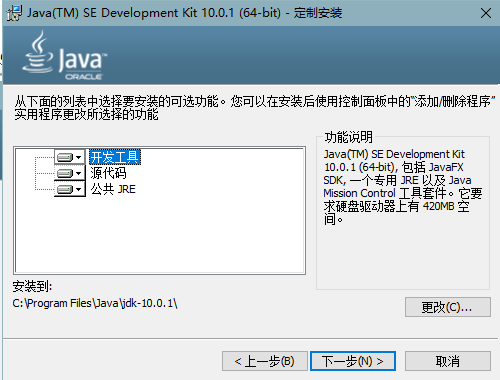 Java(TM) SE Development Kit 10.0.1 (64-bit) - 定制安装
Java
ORACLE
从下面的列表中选择要安装的可选功能。您可以在安装后使用控制面板中的“添加/删除程序”
实用程序更改所选择的功能
开发工具
源代码
公共 JRE
功能说明
Java(TM) SE Development Kit
10.0.1 (64-bit), 包括 JavaFX
SDK, 一个专用 JRE 以及 Java
Mission Control 工具套件。它要
求硬盘驱动器上有 420MB 空
间。
安装到:
C:\Program Files\Java\jdk-10.0.1\
更改(C)...
< 上一步(B)
下一步(N) >
取消